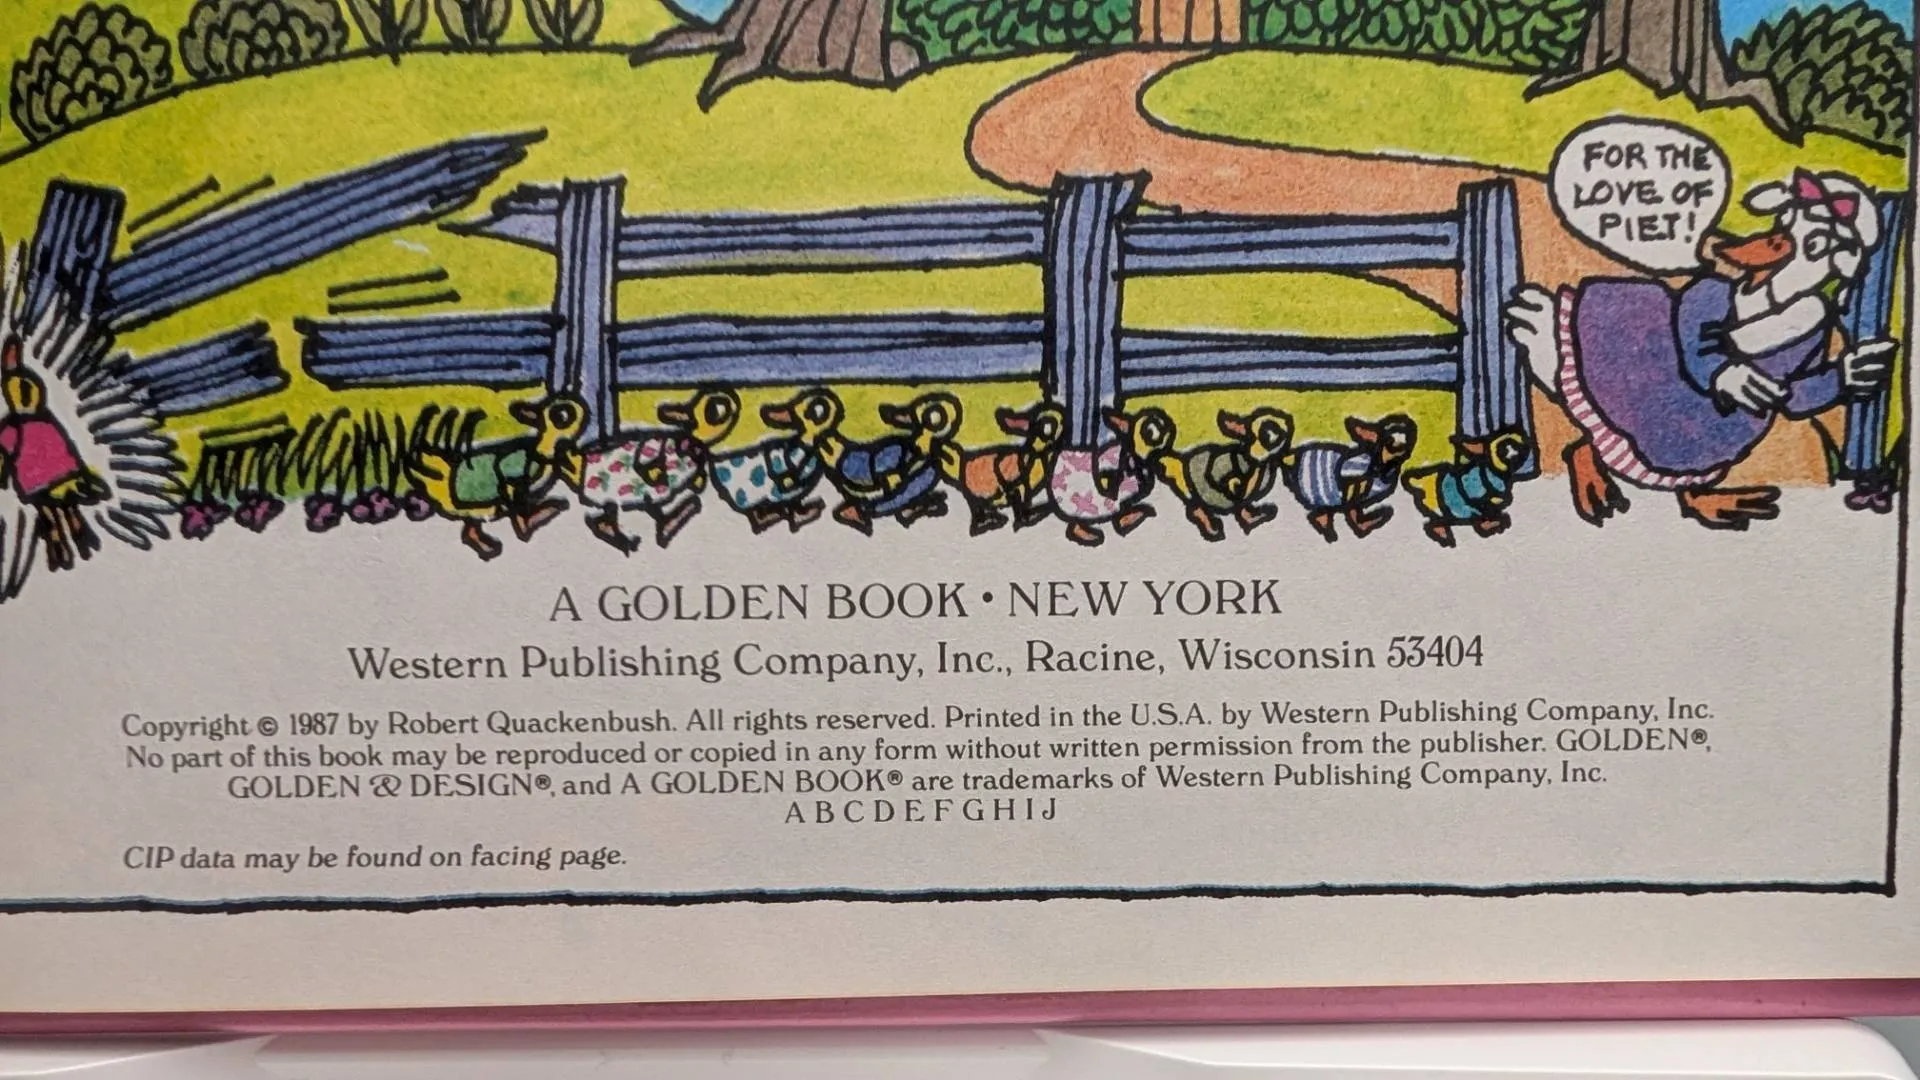 FOR THE
LOVE OF
PIET!
A GOLDEN BOOK • NEW YORK
Western Publishing Company, Inc., Racine, Wisconsin 53404
Copyright © 1987 by Robert Quackenbush. All rights reserved. Printed in the U.S.A. by Western Publishing Company, Inc.
No part of this book may be reproduced or copied in any form without written permission from the publisher. GOLDEN®,
GOLDEN & DESIGN®, and A GOLDEN BOOK® are trademarks of Western Publishing Company, Inc.
A B C D E F G H I J
CIP data may be found on facing page.